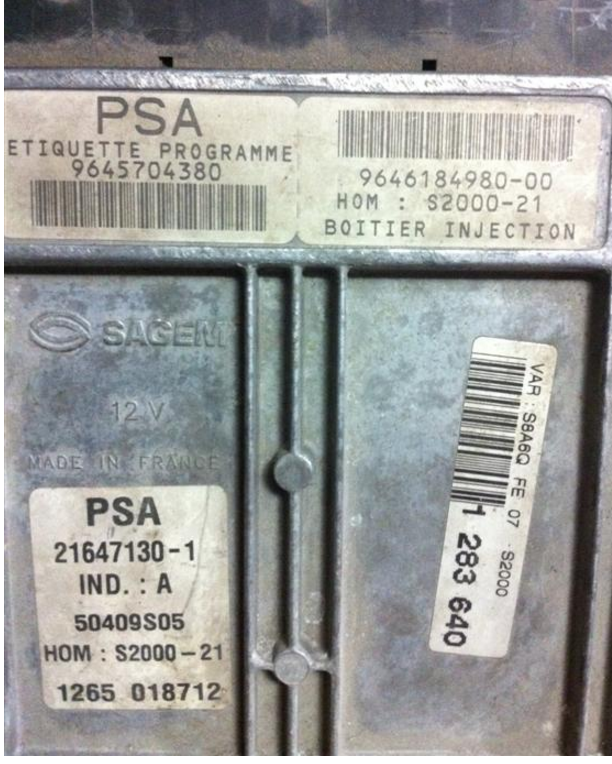 PSA
ETIQUETTE PROGRAMME
9645704380
9646184980-00
HOM : S2000-21
BOITIER INJECTION
SAGEM
12 V
MADE IN FRANCE
PSA
21647130-1
IND. : A
50409S05
HOM : S2000-21
1265 018712
VAR : S8A6Q FE 07 S2000
1 283 640